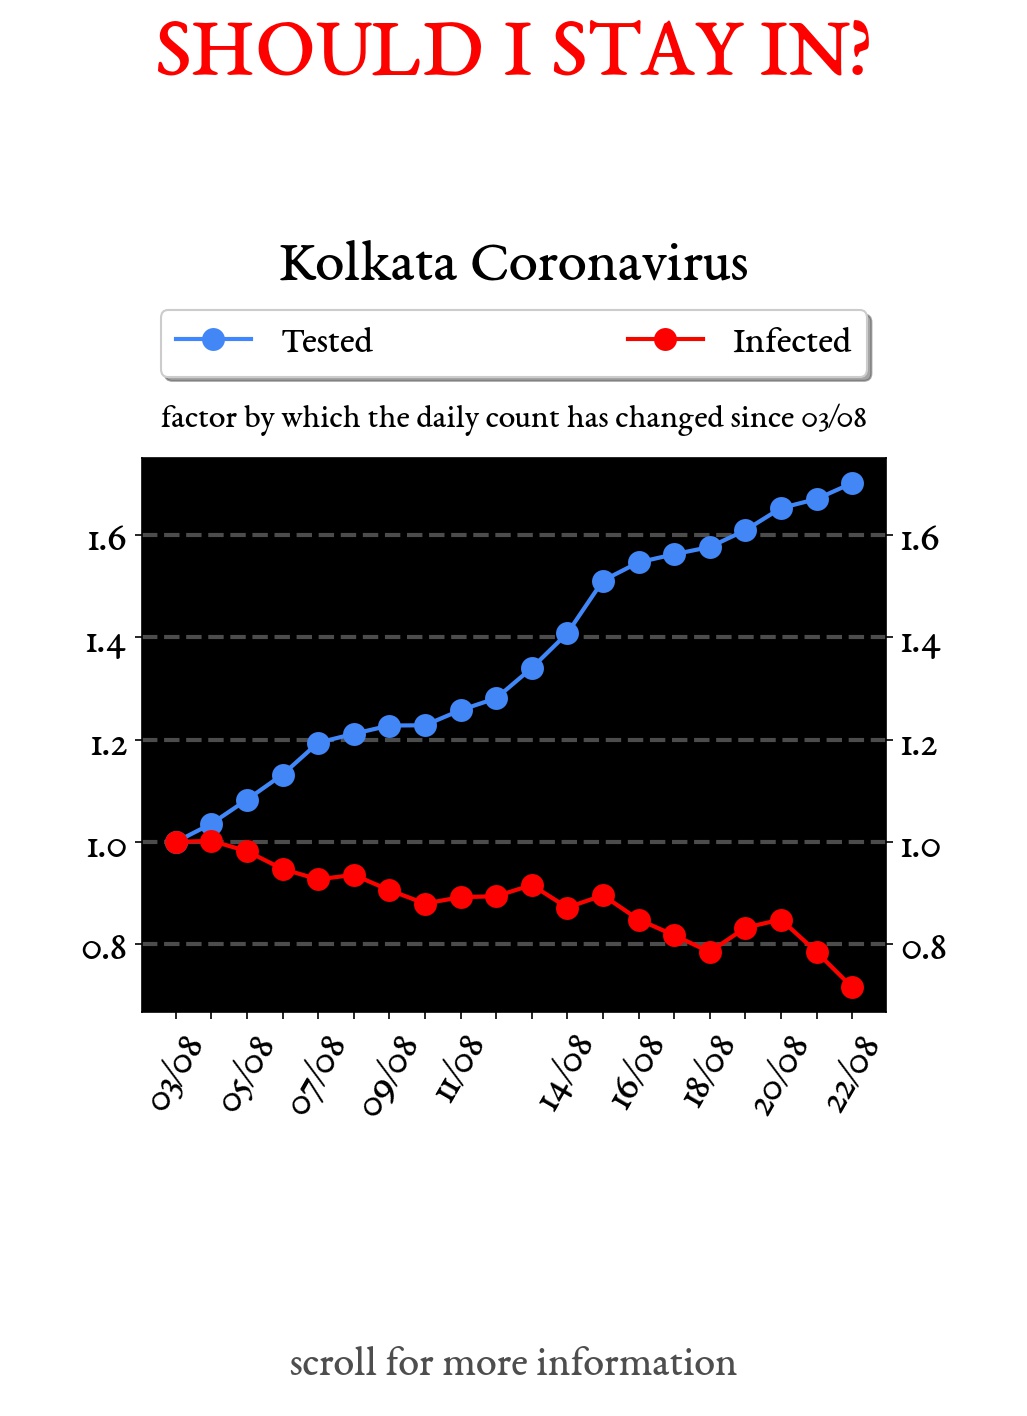 SHOULD I STAY IN?
Kolkata Coronavirus
Tested Infected
factor by which the daily count has changed since 03/08
1.6 1.6
1.4 1.4
1.2 1.2
1.0 1.0
0.8 0.8
03/08 05/08 07/08 09/08 11/08 14/08 16/08 18/08 20/08 22/08
scroll for more information